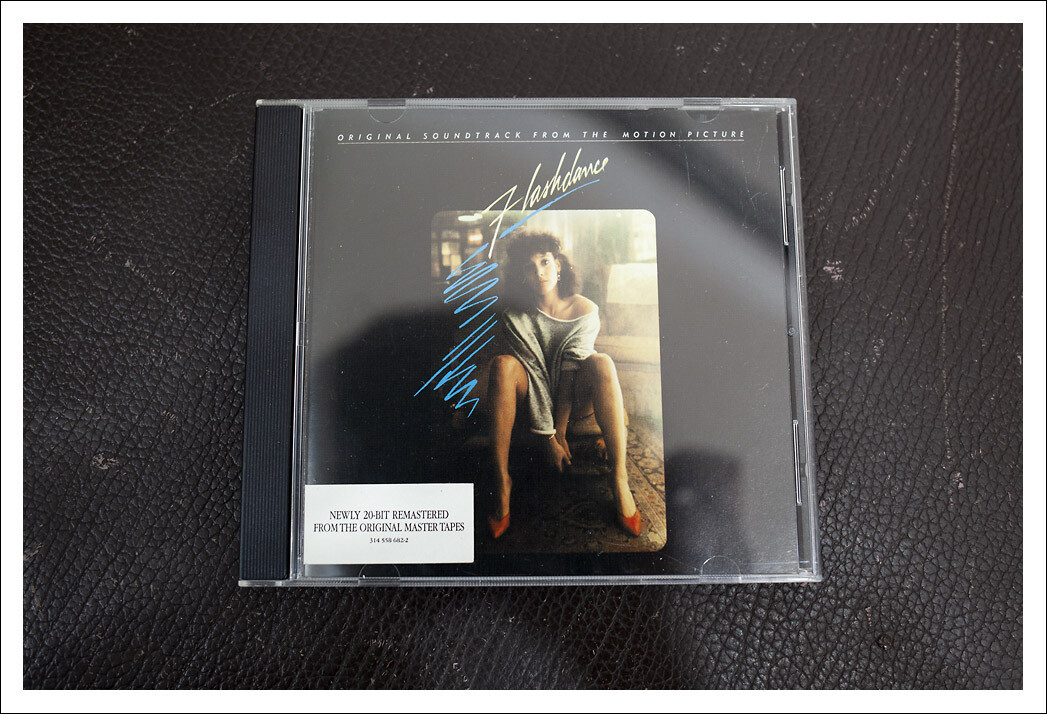 ORIGINAL SOUNDTRACK FROM THE MOTION PICTURE
Flashdance
NEWLY 20-BIT REMASTERED
FROM THE ORIGINAL MASTER TAPES
314 558 682-2